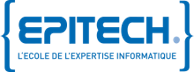 {EPITECH.}
L'ECOLE DE L'EXPERTISE INFORMATIQUE